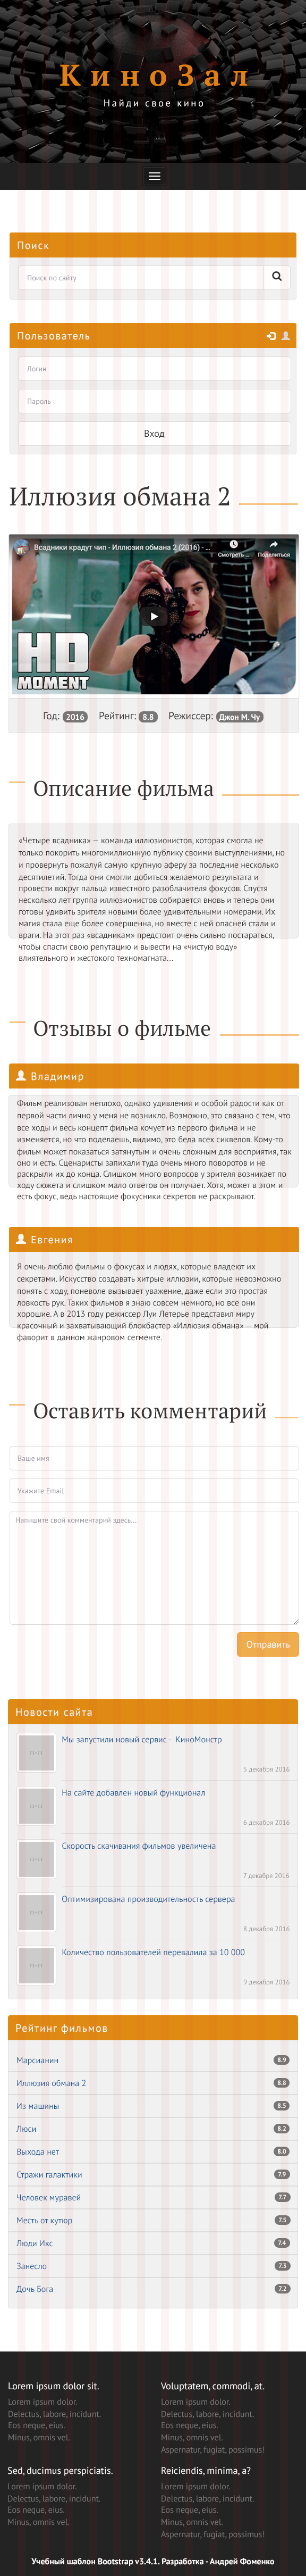 КиноЗал
Найди свое кино
Поиск
Поиск по сайту
Пользователь
Логин
Пароль
Вход
Иллюзия обмана 2
Всадники крадут чип - Иллюзия обмана 2 (2016) - ...
Смотреть ...
Поделиться
HD
MOMENT
Год: 2016 Рейтинг: 8.8 Режиссер: Джон М. Чу
Описание фильма
«Четыре всадника» — команда иллюзионистов, которая смогла не
только покорить многомиллионную публику своими выступлениями, но
и провернуть пожалуй самую крупную аферу за последние несколько
десятилетий. Тогда они смогли добиться желаемого результата и
провести вокруг пальца известного разоблачителя фокусов. Спустя
несколько лет группа иллюзионистов собирается вновь и теперь они
готовы удивить зрителя новыми более удивительными номерами. Их
магия стала еще более совершенна, но вместе с ней опасней стали и
враги. На этот раз «всадникам» предстоит очень сильно постараться,
чтобы спасти свою репутацию и вывести на «чистую воду»
влиятельного и жестокого техномагната...
Отзывы о фильме
Владимир
Фильм реализован неплохо, однако удивления и особой радости как от
первой части лично у меня не возникло. Возможно, это связано с тем, что
все ходы и весь концепт фильма кочует из первого фильма и не
изменяется, но что поделаешь, видимо, это беда всех сиквелов. Кому-то
фильм может показаться затянутым и очень сложным для восприятия, так
оно и есть. Сценаристы запихали туда очень много поворотов и не
раскрыли их до конца. Слишком много вопросов у зрителя возникает по
ходу сюжета и слишком мало ответов он получает. Хотя, может в этом и
есть фокус, ведь настоящие фокусники секретов не раскрывают.
Евгения
Я очень люблю фильмы о фокусах и людях, которые владеют их
секретами. Искусство создавать хитрые иллюзии, которые невозможно
понять с ходу, поневоле вызывает уважение, даже если это простая
ловкость рук. Таких фильмов я знаю совсем немного, но все они
хорошие. А в 2013 году режиссер Луи Летерье представил миру
красочный и захватывающий блокбастер «Иллюзия обмана» — мой
фаворит в данном жанровом сегменте.
Оставить комментарий
Ваше имя
Укажите Email
Напишите свой комментарий здесь...
Отправить
Новости сайта
Мы запустили новый сервис - КиноМонстр
5 декабря 2016
На сайте добавлен новый функционал
6 декабря 2016
Скорость скачивания фильмов увеличена
7 декабря 2016
Оптимизирована производительность сервера
8 декабря 2016
Количество пользователей перевалила за 10 000
9 декабря 2016
Рейтинг фильмов
Марсианин 8.9
Иллюзия обмана 2 8.8
Из машины 8.5
Люси 8.2
Выхода нет 8.0
Стражи галактики 7.9
Человек муравей 7.7
Месть от кутюр 7.5
Люди Икс 7.4
Занесло 7.3
Дочь Бога 7.2
Lorem ipsum dolor sit.
Lorem ipsum dolor.
Delectus, labore, incidunt.
Eos neque, eius.
Minus, omnis vel.
Voluptatem, commodi, at.
Lorem ipsum dolor.
Delectus, labore, incidunt.
Eos neque, eius.
Minus, omnis vel.
Aspernatur, fugiat, possimus!
Sed, ducimus perspiciatis.
Lorem ipsum dolor.
Delectus, labore, incidunt.
Eos neque, eius.
Minus, omnis vel.
Reiciendis, minima, a?
Lorem ipsum dolor.
Delectus, labore, incidunt.
Eos neque, eius.
Minus, omnis vel.
Aspernatur, fugiat, possimus!
Учебный шаблон Bootstrap v3.4.1. Разработка - Андрей Фоменко